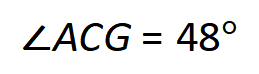 ∠ACG = 48°